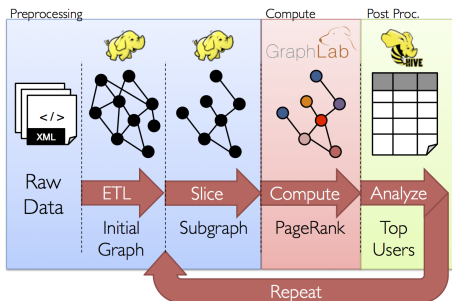 Preprocessing
Compute
Post Proc.
GraphLab
HIVE
</>
XML
Raw
Data
ETL
Slice
Compute
Analyze
Initial
Graph
Subgraph
PageRank
Top
Users
Repeat